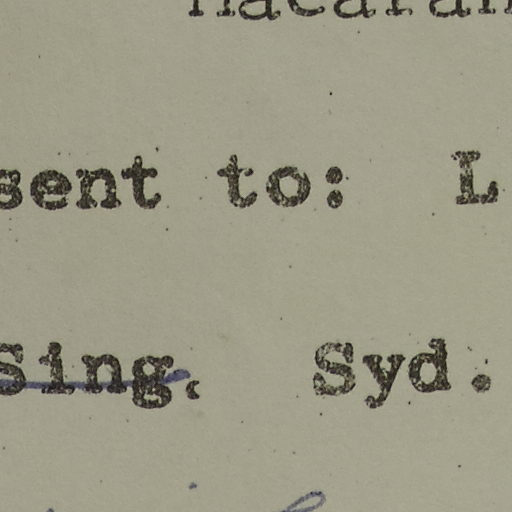 sent to: L
Sing. Syd.